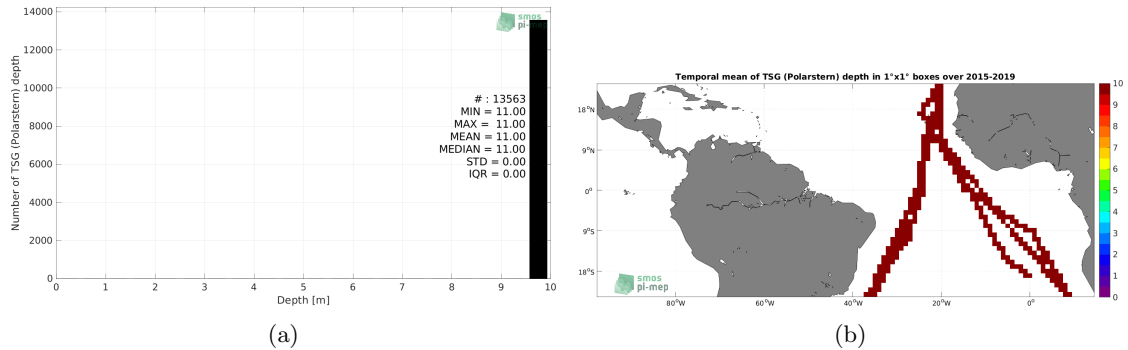 14000
12000
10000
8000
6000
4000
2000
0
Number of TSG (Polarstern) depth
smos
pi-mep
# : 13563
MIN = 11.00
MAX = 11.00
MEAN = 11.00
MEDIAN = 11.00
STD = 0.00
IQR = 0.00
0 1 2 3 4 5 6 7 8 9 10
Depth [m]
(a)
Temporal mean of TSG (Polarstern) depth in 1°x1° boxes over 2015-2019
18°N
9°N
0°
9°S
18°S
80°W 60°W 40°W 20°W 0°
smos
pi-mep
10
9
8
7
6
5
4
3
2
1
0
(b)